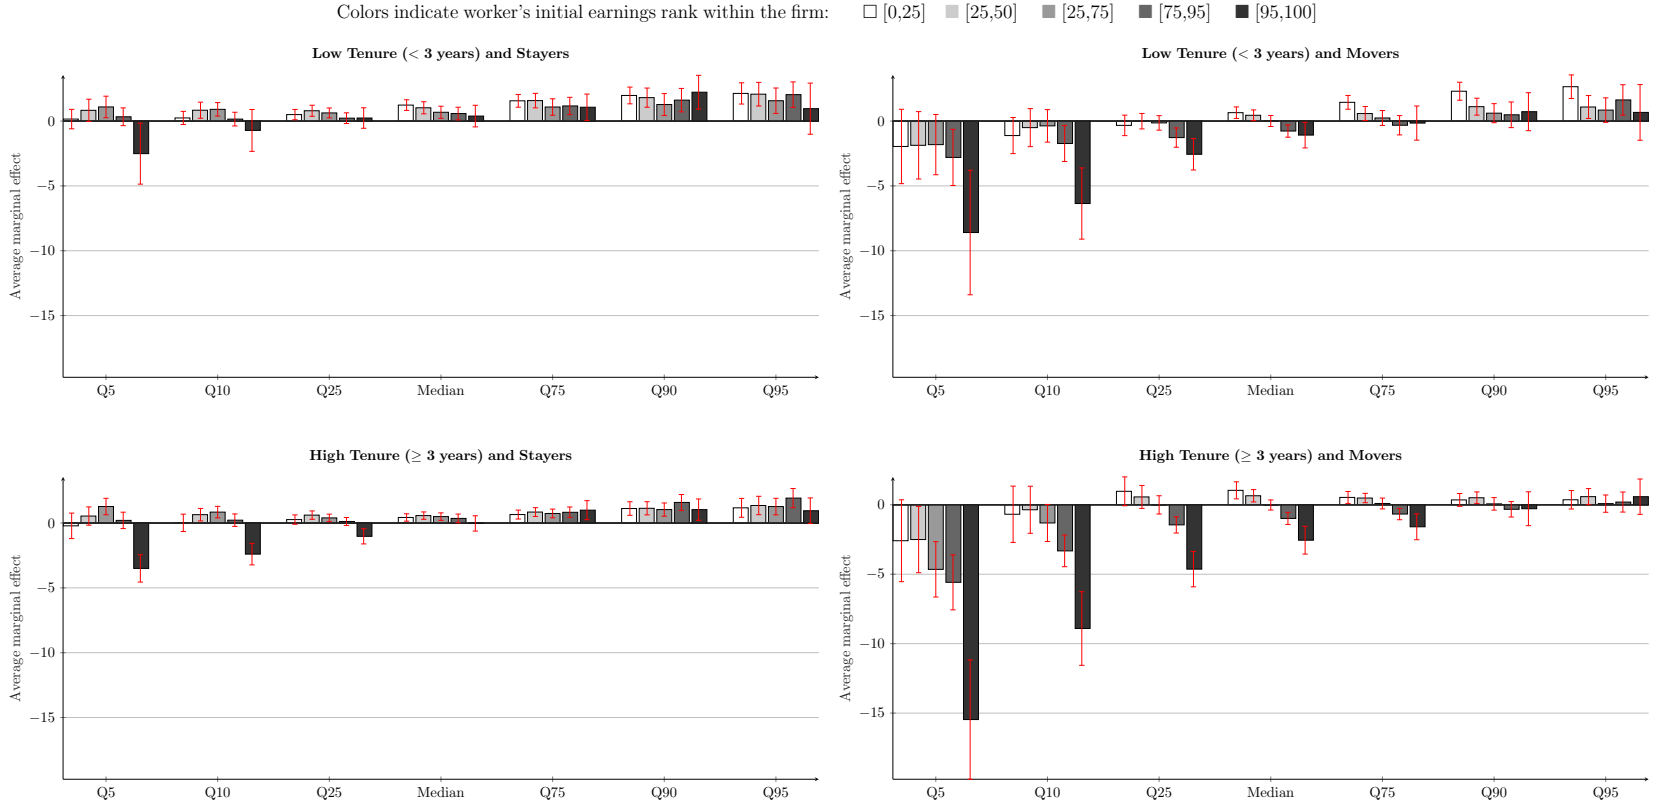 Colors indicate worker's initial earnings rank within the firm: [0,25] [25,50] [25,75] [75,95] [95,100]
Low Tenure (< 3 years) and Stayers
Average marginal effect
0
−5
−10
−15
Q5 Q10 Q25 Median Q75 Q90 Q95
Low Tenure (< 3 years) and Movers
Average marginal effect
0
−5
−10
−15
Q5 Q10 Q25 Median Q75 Q90 Q95
High Tenure (≥ 3 years) and Stayers
Average marginal effect
0
−5
−10
−15
Q5 Q10 Q25 Median Q75 Q90 Q95
High Tenure (≥ 3 years) and Movers
Average marginal effect
0
−5
−10
−15
Q5 Q10 Q25 Median Q75 Q90 Q95